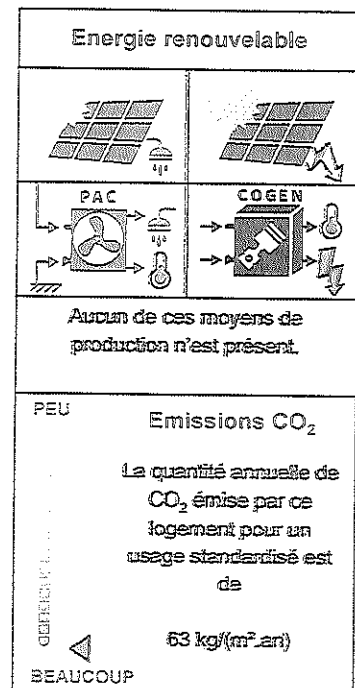 Energie renouvelable
PAC
COGEN
Aucun de ces moyens de
production n'est présent.
PEU
Emissions CO₂
La quantité annuelle de
CO₂ émise par ce
logement pour un
usage standardisé est
de
63 kg/(m².an)
BEAUCOUP